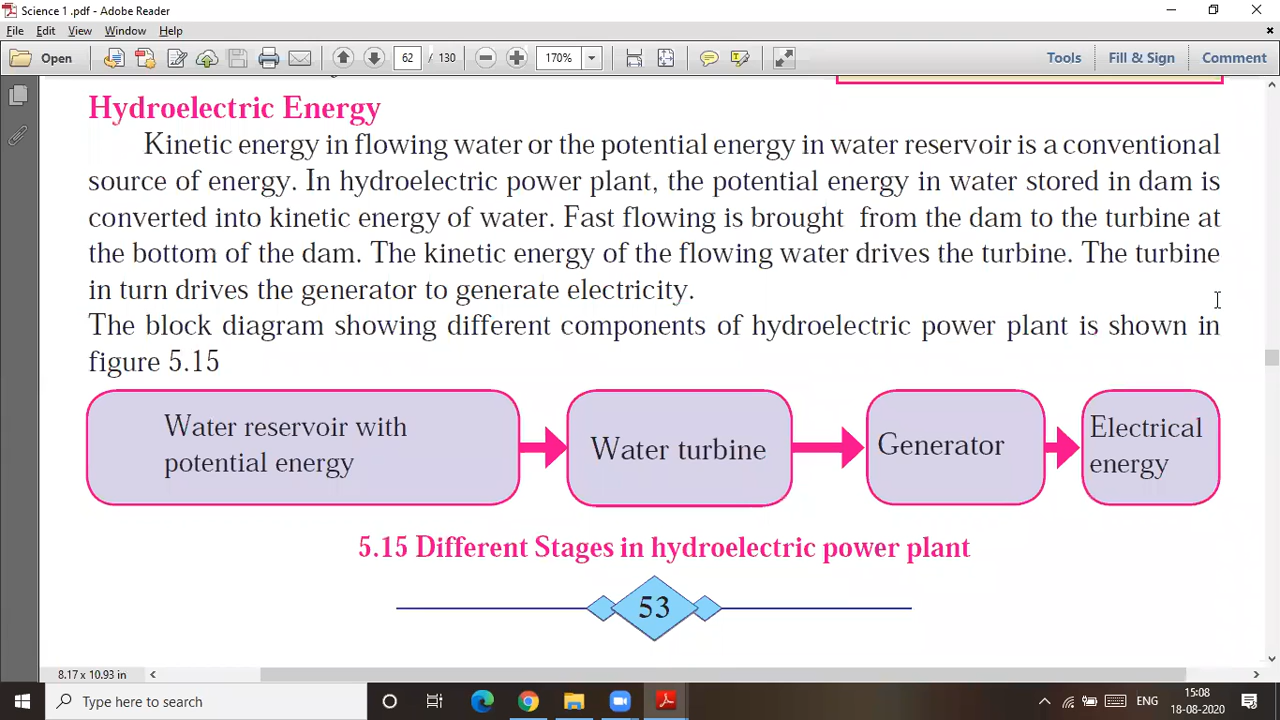 Science 1 .pdf - Adobe Reader
File Edit View Window Help
Open 62 / 130 170% Tools Fill & Sign Comment
Hydroelectric Energy
Kinetic energy in flowing water or the potential energy in water reservoir is a conventional
source of energy. In hydroelectric power plant, the potential energy in water stored in dam is
converted into kinetic energy of water. Fast flowing is brought from the dam to the turbine at
the bottom of the dam. The kinetic energy of the flowing water drives the turbine. The turbine
in turn drives the generator to generate electricity.
The block diagram showing different components of hydroelectric power plant is shown in
figure 5.15
Water reservoir with
potential energy
Water turbine
Generator
Electrical
energy
5.15 Different Stages in hydroelectric power plant
53
8.17 x 10.93 in
Type here to search
ENG
15:08
18-08-2020